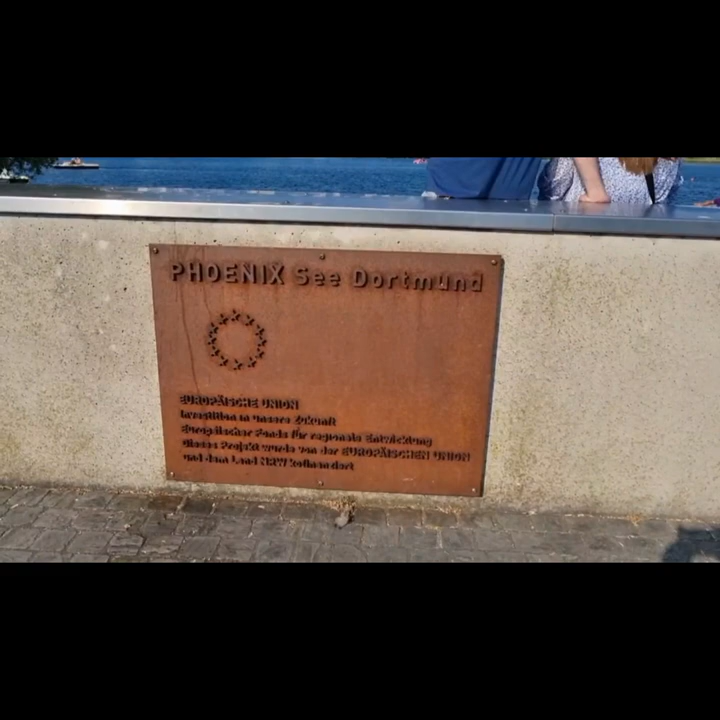 PHOENIX See Dortmund
EUROPÄISCHE UNION
Investition in unsere Zukunft
Europäischer Fonds für regionale Entwicklung
Dieses Projekt wurde von der EUROPÄISCHEN UNION
und dem Land NRW kofinanziert